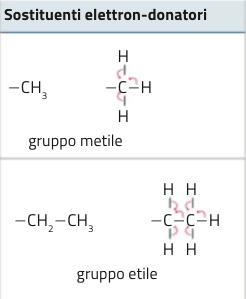 Sostituenti elettron-donatori
H
–CH₃ –C–H
H
gruppo metile
H H
–CH₂–CH₃ –C–C–H
H H
gruppo etile